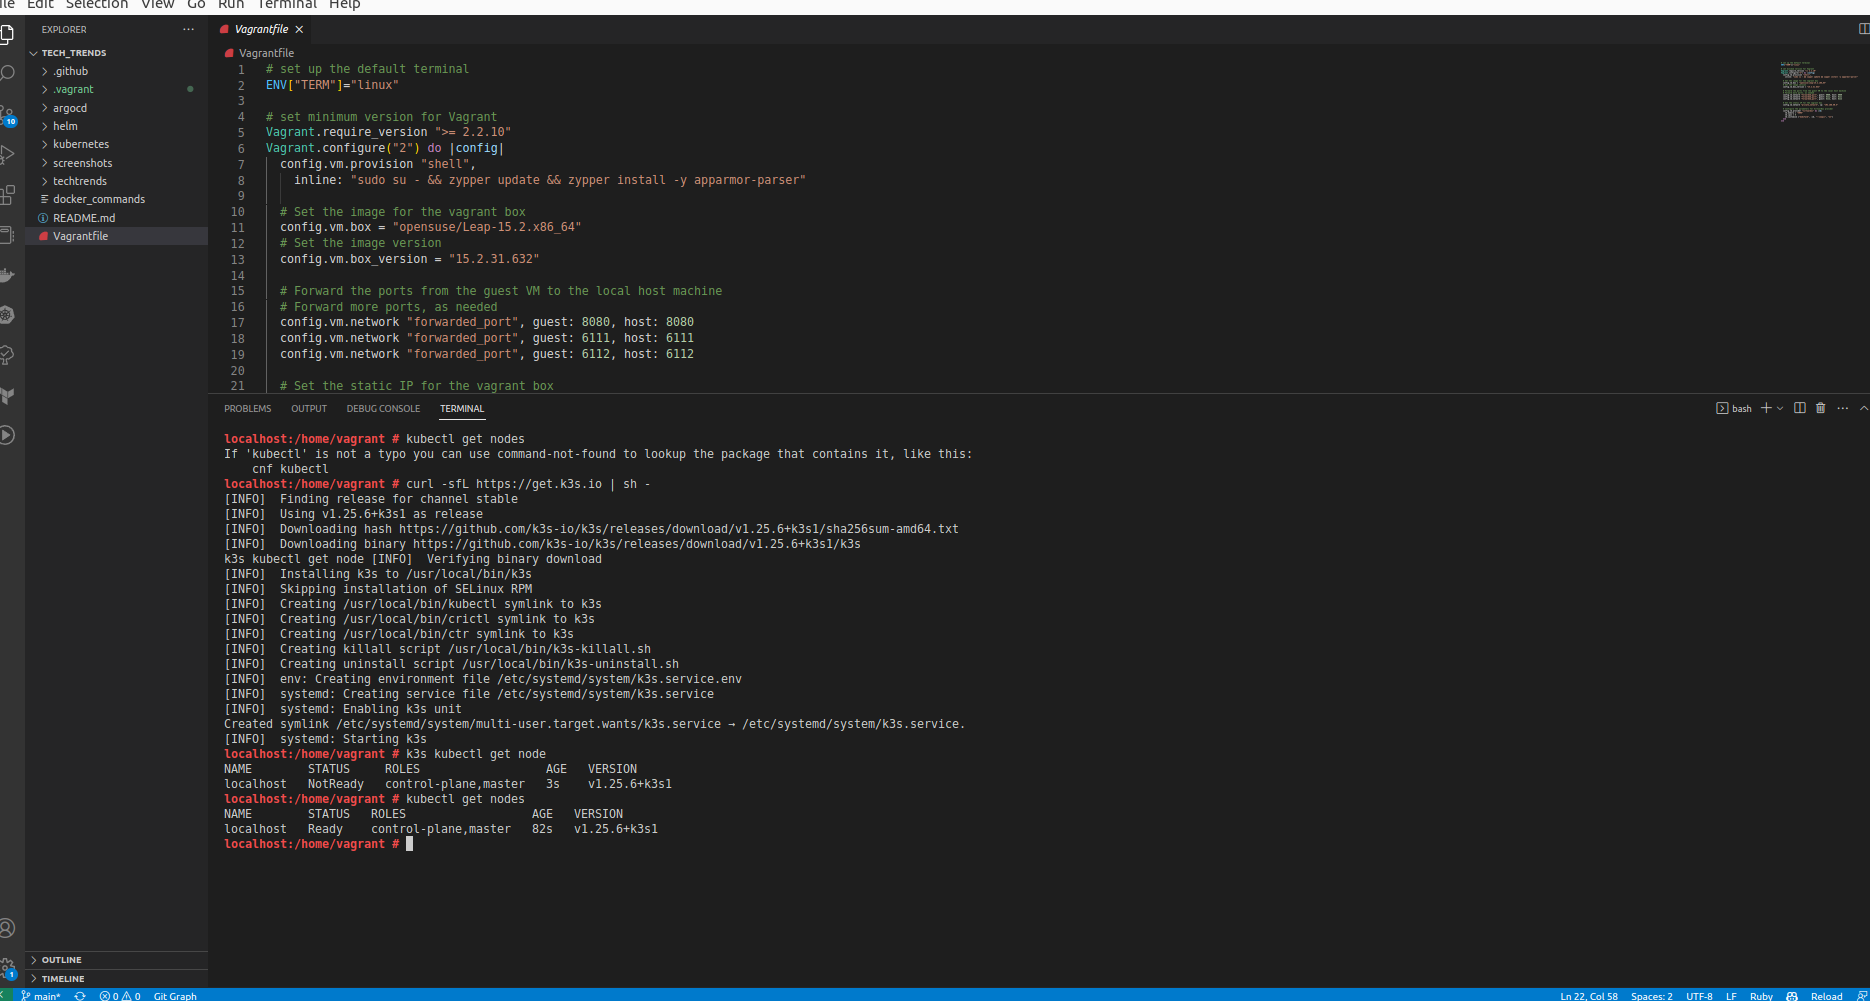 ile Edit Selection View Go Run Terminal Help
EXPLORER
TECH_TRENDS
.github
.vagrant
argocd
helm
kubernetes
screenshots
techtrends
docker_commands
README.md
Vagrantfile
OUTLINE
TIMELINE
10
1
Vagrantfile
Vagrantfile
1 # set up the default terminal
2 ENV["TERM"]="linux"
3
4 # set minimum version for Vagrant
5 Vagrant.require_version ">= 2.2.10"
6 Vagrant.configure("2") do |config|
7 config.vm.provision "shell",
8 inline: "sudo su - && zypper update && zypper install -y apparmor-parser"
9
10 # Set the image for the vagrant box
11 config.vm.box = "opensuse/Leap-15.2.x86_64"
12 # Set the image version
13 config.vm.box_version = "15.2.31.632"
14
15 # Forward the ports from the guest VM to the local host machine
16 # Forward more ports, as needed
17 config.vm.network "forwarded_port", guest: 8080, host: 8080
18 config.vm.network "forwarded_port", guest: 6111, host: 6111
19 config.vm.network "forwarded_port", guest: 6112, host: 6112
20
21 # Set the static IP for the vagrant box
PROBLEMS OUTPUT DEBUG CONSOLE TERMINAL bash
localhost:/home/vagrant # kubectl get nodes
If 'kubectl' is not a typo you can use command-not-found to lookup the package that contains it, like this:
cnf kubectl
localhost:/home/vagrant # curl -sfL https://get.k3s.io | sh -
[INFO]  Finding release for channel stable
[INFO]  Using v1.25.6+k3s1 as release
[INFO]  Downloading hash https://github.com/k3s-io/k3s/releases/download/v1.25.6+k3s1/sha256sum-amd64.txt
[INFO]  Downloading binary https://github.com/k3s-io/k3s/releases/download/v1.25.6+k3s1/k3s
k3s kubectl get node [INFO]  Verifying binary download
[INFO]  Installing k3s to /usr/local/bin/k3s
[INFO]  Skipping installation of SELinux RPM
[INFO]  Creating /usr/local/bin/kubectl symlink to k3s
[INFO]  Creating /usr/local/bin/crictl symlink to k3s
[INFO]  Creating /usr/local/bin/ctr symlink to k3s
[INFO]  Creating killall script /usr/local/bin/k3s-killall.sh
[INFO]  Creating uninstall script /usr/local/bin/k3s-uninstall.sh
[INFO]  env: Creating environment file /etc/systemd/system/k3s.service.env
[INFO]  systemd: Creating service file /etc/systemd/system/k3s.service
[INFO]  systemd: Enabling k3s unit
Created symlink /etc/systemd/system/multi-user.target.wants/k3s.service → /etc/systemd/system/k3s.service.
[INFO]  systemd: Starting k3s
localhost:/home/vagrant # k3s kubectl get node
NAME STATUS ROLES AGE VERSION
localhost NotReady control-plane,master 3s v1.25.6+k3s1
localhost:/home/vagrant # kubectl get nodes
NAME STATUS ROLES AGE VERSION
localhost Ready control-plane,master 82s v1.25.6+k3s1
localhost:/home/vagrant #
main* 0 0 Git Graph Ln 22, Col 58 Spaces: 2 UTF-8 LF Ruby Reload